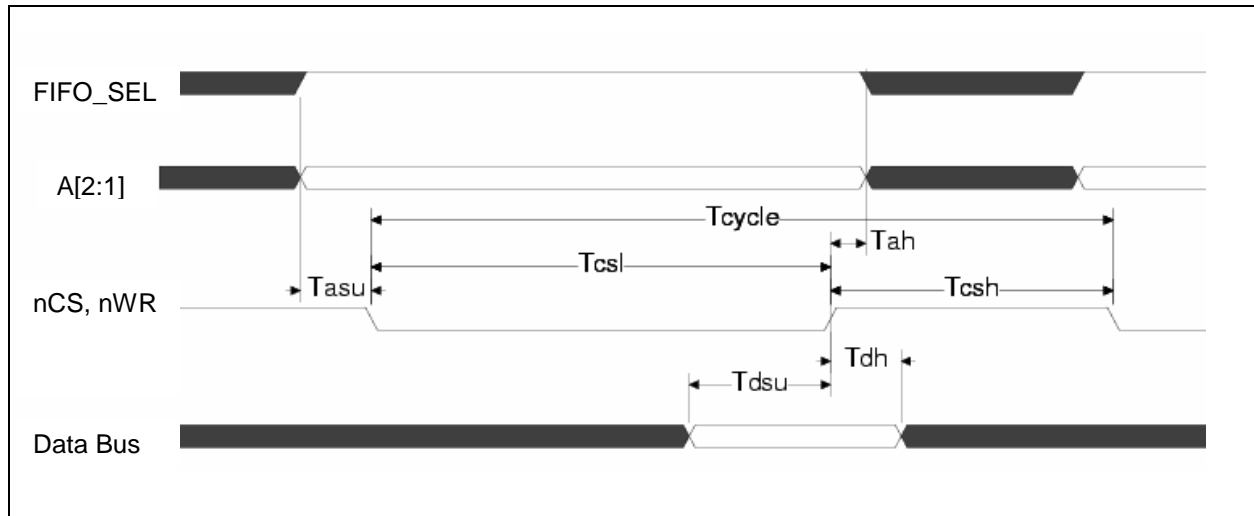 FIFO_SEL
A[2:1]
Tcycle
Tah
Tcsl
Tasu
Tcsh
nCS, nWR
Tdh
Tdsu
Data Bus